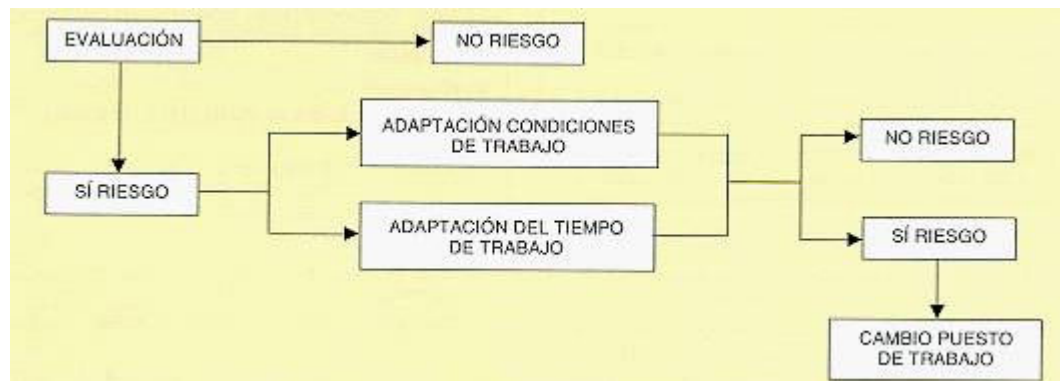 EVALUACIÓN
NO RIESGO
ADAPTACIÓN CONDICIONES
DE TRABAJO
NO RIESGO
SÍ RIESGO
ADAPTACIÓN DEL TIEMPO
DE TRABAJO
SÍ RIESGO
CAMBIO PUESTO
DE TRABAJO